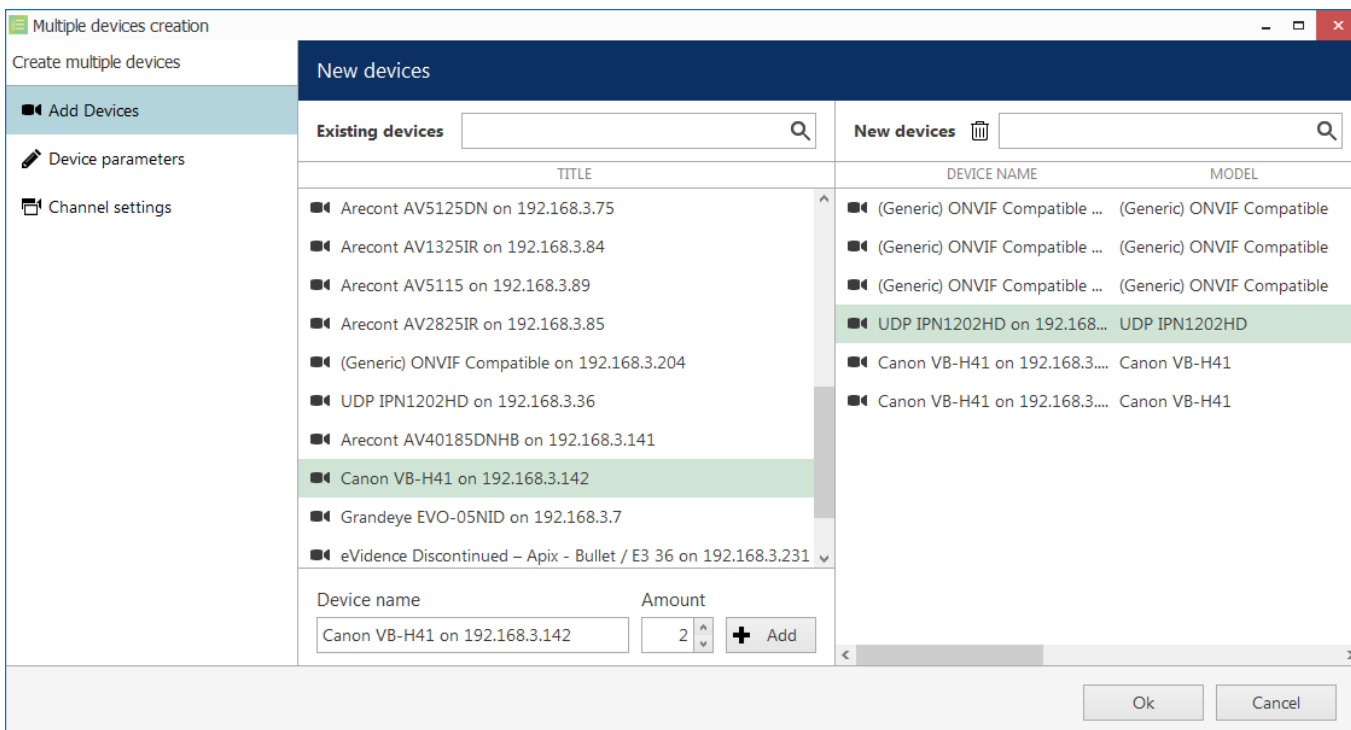 Multiple devices creation
Create multiple devices
Add Devices
Device parameters
Channel settings
New devices
Existing devices
TITLE
Arecont AV5125DN on 192.168.3.75
Arecont AV1325IR on 192.168.3.84
Arecont AV5115 on 192.168.3.89
Arecont AV2825IR on 192.168.3.85
(Generic) ONVIF Compatible on 192.168.3.204
UDP IPN1202HD on 192.168.3.36
Arecont AV40185DNHB on 192.168.3.141
Canon VB-H41 on 192.168.3.142
Grandeye EVO-05NID on 192.168.3.7
eVidence Discontinued – Apix - Bullet / E3 36 on 192.168.3.231
Device name Amount
Canon VB-H41 on 192.168.3.142 2 Add
New devices
DEVICE NAME MODEL
(Generic) ONVIF Compatible ... (Generic) ONVIF Compatible
(Generic) ONVIF Compatible ... (Generic) ONVIF Compatible
(Generic) ONVIF Compatible ... (Generic) ONVIF Compatible
UDP IPN1202HD on 192.168... UDP IPN1202HD
Canon VB-H41 on 192.168.3.... Canon VB-H41
Canon VB-H41 on 192.168.3.... Canon VB-H41
Ok Cancel